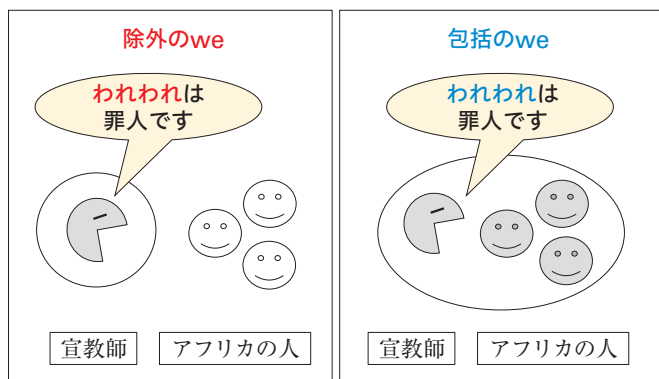 除外のwe
われわれは
罪人です
宣教師
アフリカの人
包括のwe
われわれは
罪人です
宣教師
アフリカの人